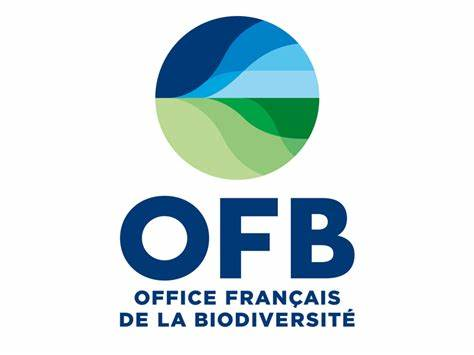 OFB
OFFICE FRANÇAIS
DE LA BIODIVERSITÉ